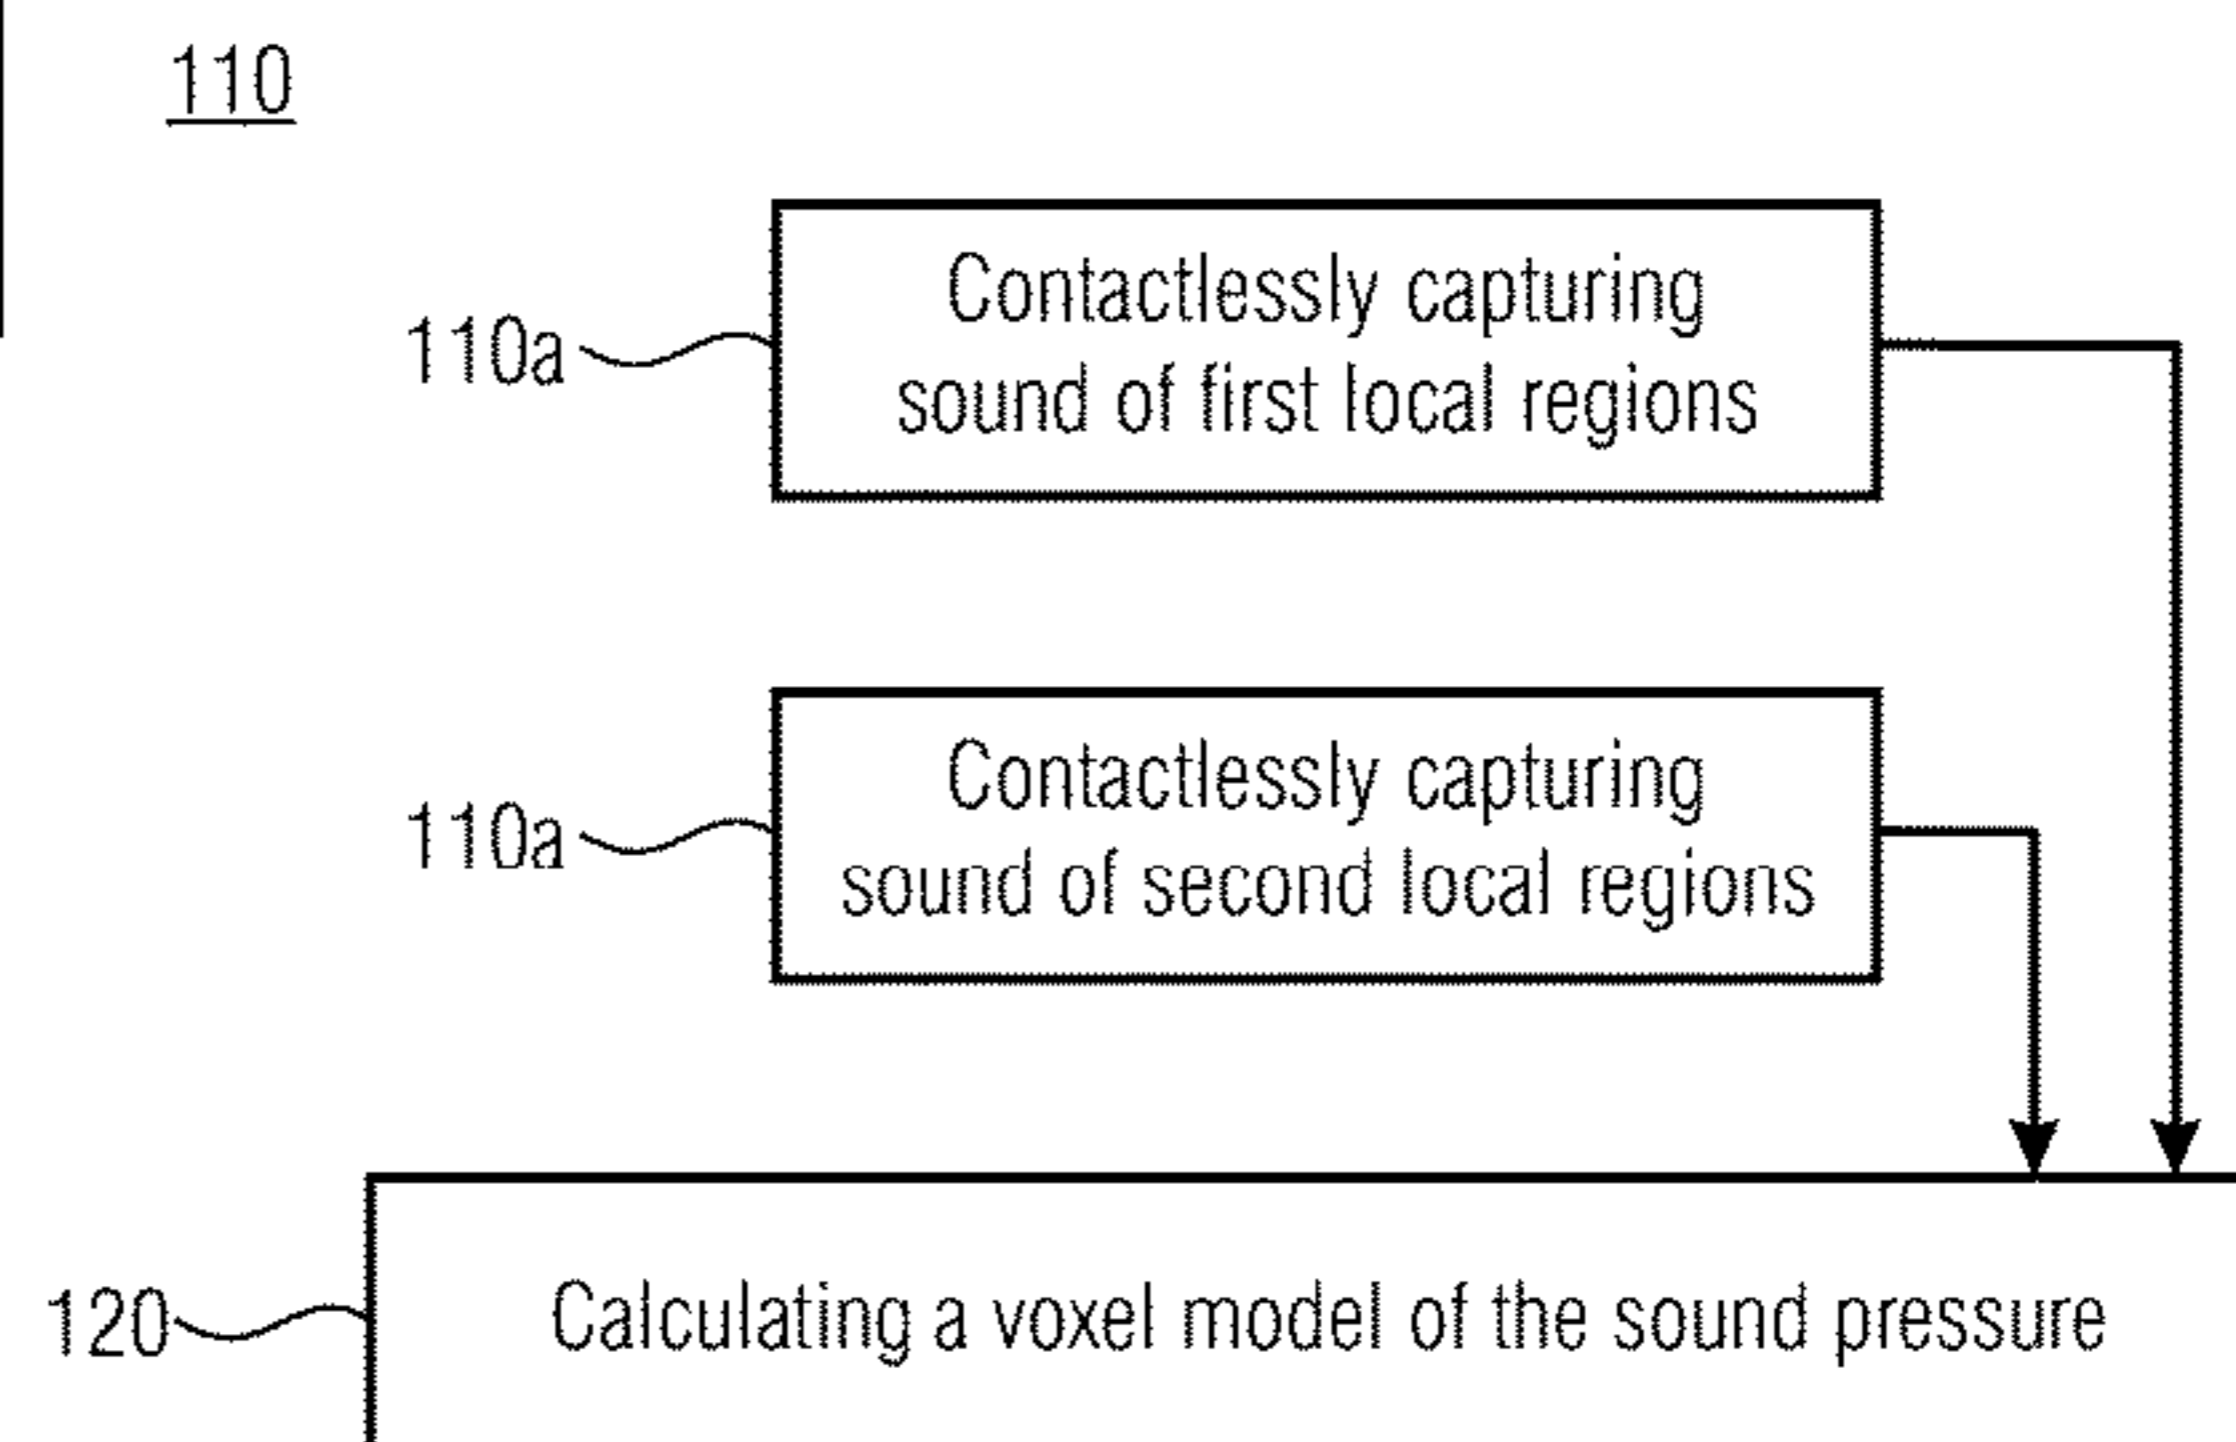 110
110a
Contactlessly capturing
sound of first local regions
110a
Contactlessly capturing
sound of second local regions
120
Calculating a voxel model of the sound pressure